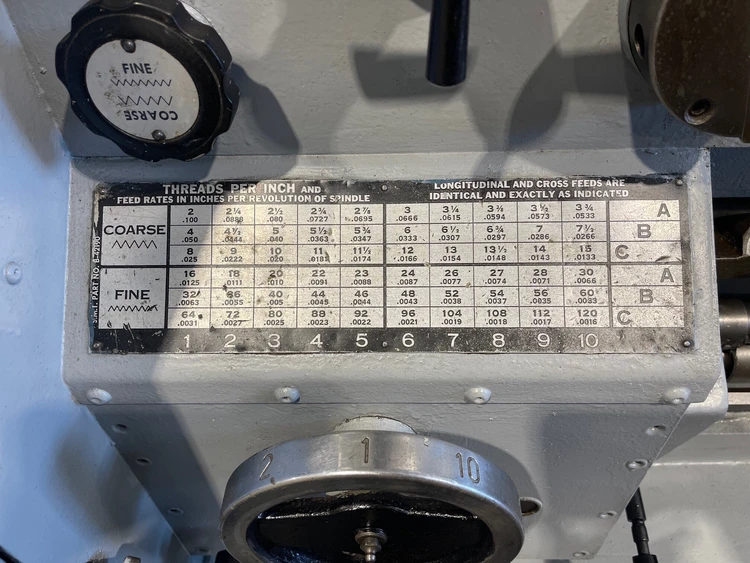 FINE
COARSE
THREADS PER INCH AND
FEED RATES IN INCHES PER REVOLUTION OF SPINDLE
LONGITUDINAL AND CROSS FEEDS ARE
IDENTICAL AND EXACTLY AS INDICATED
COARSE
2 2¼ 2½ 2¾ 2⅞ 3 3¼ 3⅜ 3½ 3¾ A
.100 .0888 .080 .0727 .0695 .0666 .0615 .0594 .0573 .0533
4 4½ 5 5½ 5¾ 6 6½ 6¾ 7 7½ B
.050 .0444 .040 .0363 .0347 .0333 .0307 .0297 .0286 .0266
8 9 10 11 11½ 12 13 13½ 14 15 C
.025 .0222 .020 .0181 .0174 .0166 .0154 .0148 .0143 .0133
FINE
16 18 20 22 23 24 26 27 28 30 A
.0125 .0111 .010 .0091 .0088 .0087 .0077 .0074 .0071 .0066
32 36 40 44 46 48 52 54 56 60 B
.0063 .0055 .005 .0045 .0044 .0043 .0038 .0037 .0035 .0033
64 72 80 88 92 96 104 108 112 120 C
.0031 .0027 .0025 .0023 .0022 .0021 .0019 .0018 .0017 .0016
1 2 3 4 5 6 7 8 9 10
PART NO.
2 1 10